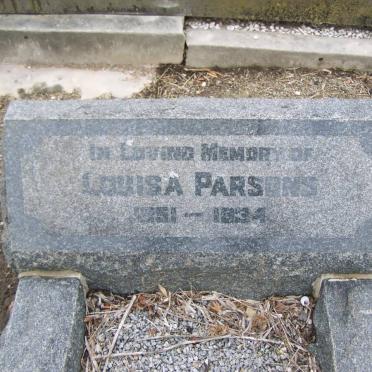 In Loving Memory of
Louisa Parsons
1851 — 1934